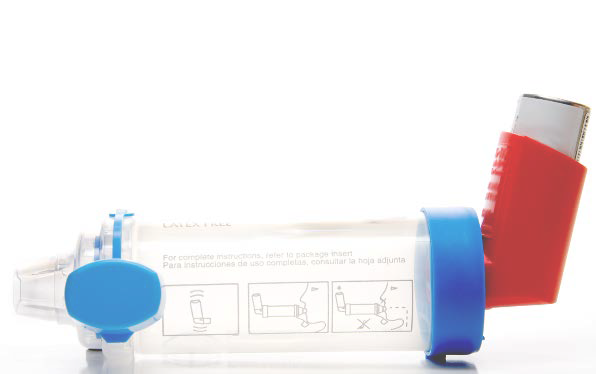 LATEX FREE
For complete instructions, refer to package insert
Para instrucciones de uso completas, consultar la hoja adjunta